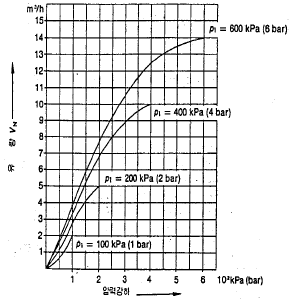 m³/h
15
14
p₁ = 600 kPa (6 bar)
13
12
11
10
p₁ = 400 kPa (4 bar)
9
8
7
6
p₁ = 200 kPa (2 bar)
5
4
3
2
p₁ = 100 kPa (1 bar)
1
0
1
2
3
4
5
6
10²kPa (bar)
유 량 V_N
압력강하